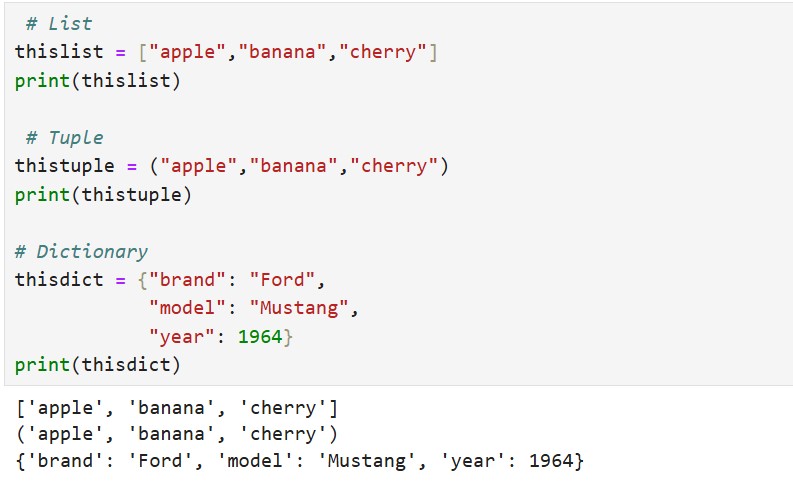 # List
thislist = ["apple","banana","cherry"]
print(thislist)
# Tuple
thistuple = ("apple","banana","cherry")
print(thistuple)
# Dictionary
thisdict = {"brand": "Ford",
"model": "Mustang",
"year": 1964}
print(thisdict)
['apple', 'banana', 'cherry']
('apple', 'banana', 'cherry')
{'brand': 'Ford', 'model': 'Mustang', 'year': 1964}